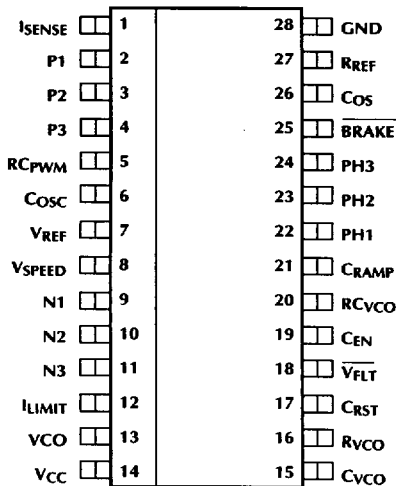 ISENSE 1 28 GND
P1 2 27 RREF
P2 3 26 COS
P3 4 25 BRAKE
RCPWM 5 24 PH3
COSC 6 23 PH2
VREF 7 22 PH1
VSPEED 8 21 CRAMP
N1 9 20 RCVCO
N2 10 19 CEN
N3 11 18 VFLT
ILIMIT 12 17 CRST
VCO 13 16 RVCO
VCC 14 15 CVCO